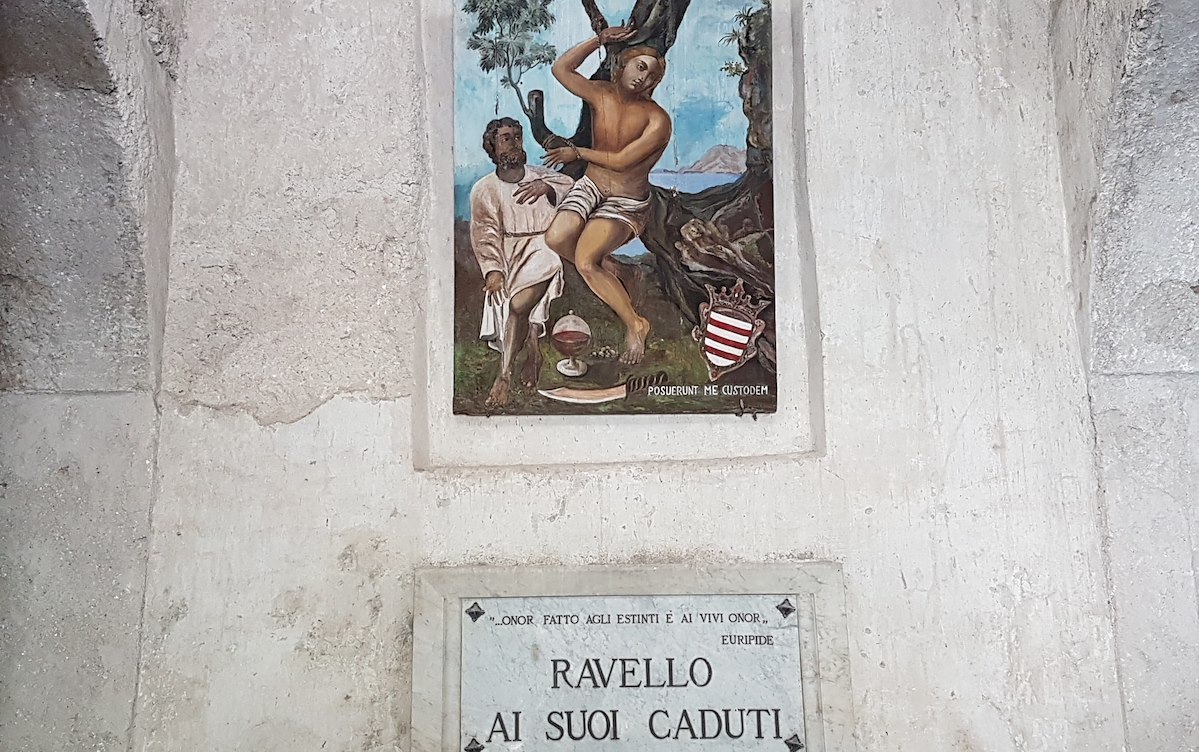 POSUERUNT ME CUSTODEM
"...ONOR FATTO AGLI ESTINTI É AI VIVI ONOR„
EURIPIDE
RAVELLO
AI SUOI CADUTI